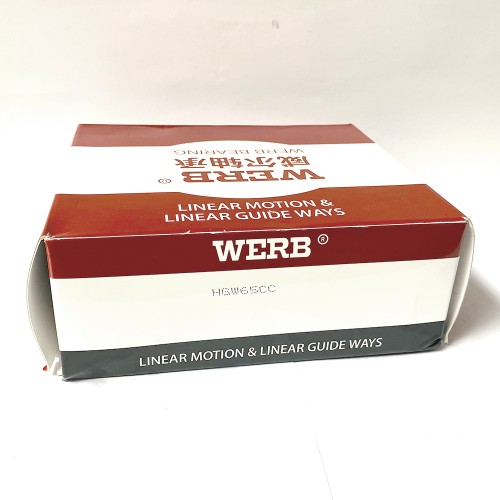 WERB BEARING
威尔轴承
WERB®
LINEAR MOTION &
LINEAR GUIDE WAYS
WERB®
HGW65CC
LINEAR MOTION & LINEAR GUIDE WAYS